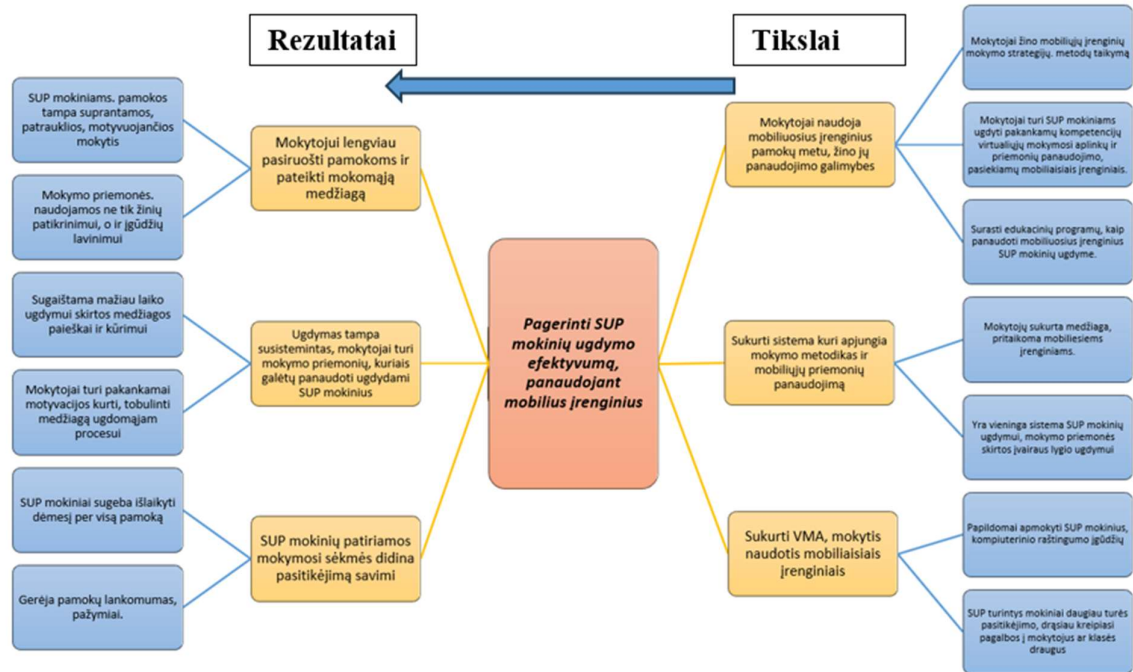 Rezultatai
Tikslai
SUP mokiniams. pamokos
tampa suprantamos,
patrauklios, motyvuojančios
mokytis
Mokymo priemonės.
naudojamos ne tik žinių
patikrinimui, o ir įgūdžių
lavinimui
Sugaištama mažiau laiko
ugdymui skirtos medžiagos
paieškai ir kūrimui
Mokytojai turi pakankamai
motyvacijos kurti, tobulinti
medžiagą ugdomąjam
procesui
SUP mokiniai sugeba išlaikyti
dėmesį per visą pamoką
Gerėja pamokų lankomumas,
pažymiai.
Mokytojui lengviau
pasiruošti pamokoms ir
pateikti mokomąją
medžiagą
Ugdymas tampa
susistemintas, mokytojai turi
mokymo priemonių, kuriais
galėtų panaudoti ugdydami
SUP mokinius
SUP mokinių patiriamos
mokymosi sėkmės didina
pasitikėjimą savimi
Pagerinti SUP
mokinių ugdymo
efektyvumą,
panaudojant
mobilius įrenginius
Mokytojai naudoja
mobiliuosius įrenginius
pamokų metu, žino jų
panaudojimo galimybes
Sukurti sistema kuri apjungia
mokymo metodikas ir
mobiliųjų priemonių
panaudojimą
Sukurti VMA, mokytis
naudotis mobiliaisiais
įrenginiais
Mokytojai žino mobiliųjų įrenginių
mokymo strategijų. metodų taikymą
Mokytojai turi SUP mokiniams
ugdyti pakankamų kompetencijų
virtualiųjų mokymosi aplinkų ir
priemonių panaudojimo,
pasiekiamų mobiliaisiais įrenginiais.
Surasti edukacinių programų, kaip
panaudoti mobiliuosius įrenginius
SUP mokinių ugdyme.
Mokytojų sukurta medžiaga,
pritaikoma mobiliesiems
įrenginiams.
Yra vieninga sistema SUP mokinių
ugdymui, mokymo priemonės
skirtos įvairaus lygio ugdymui
Papildomai apmokyti SUP mokinius,
kompiuterinio raštingumo įgūdžių
SUP turintys mokiniai daugiau turės
pasitikėjimo, drąsiau kreipiasi
pagalbos į mokytojus ar klasės
draugus